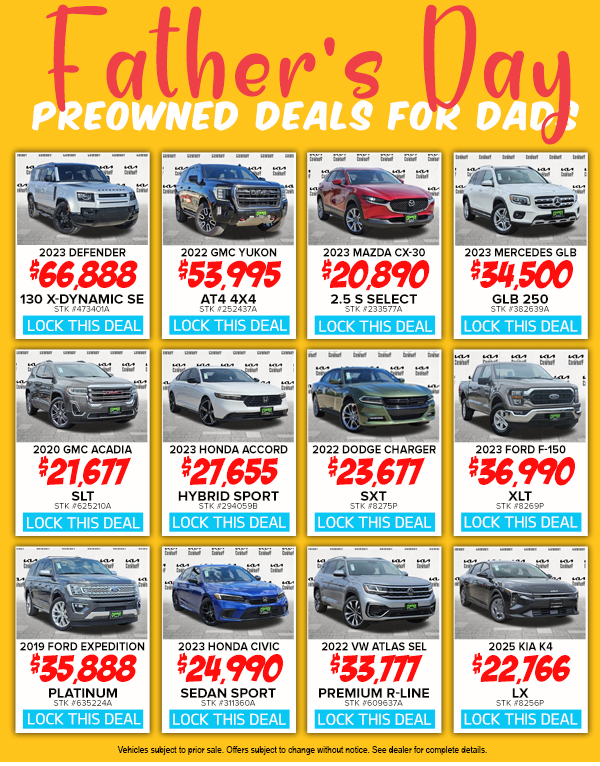 Father's Day
PREOWNED DEALS FOR DADS
2023 DEFENDER
$66,888
130 X-DYNAMIC SE
STK #473401A
LOCK THIS DEAL
2022 GMC YUKON
$53,995
AT4 4X4
STK #252437A
LOCK THIS DEAL
2023 MAZDA CX-30
$20,890
2.5 S SELECT
STK #233577A
LOCK THIS DEAL
2023 MERCEDES GLB
$34,500
GLB 250
STK #382639A
LOCK THIS DEAL
2020 GMC ACADIA
$21,677
SLT
STK #625210A
LOCK THIS DEAL
2023 HONDA ACCORD
$27,655
HYBRID SPORT
STK #294059B
LOCK THIS DEAL
2022 DODGE CHARGER
$23,677
SXT
STK #8275P
LOCK THIS DEAL
2023 FORD F-150
$36,990
XLT
STK #8269P
LOCK THIS DEAL
2019 FORD EXPEDITION
$35,888
PLATINUM
STK #635224A
LOCK THIS DEAL
2023 HONDA CIVIC
$24,990
SEDAN SPORT
STK #311360A
LOCK THIS DEAL
2022 VW ATLAS SEL
$33,777
PREMIUM R-LINE
STK #609637A
LOCK THIS DEAL
2025 KIA K4
$22,766
LX
STK #8256P
LOCK THIS DEAL
Vehicles subject to prior sale. Offers subject to change without notice. See dealer for complete details.